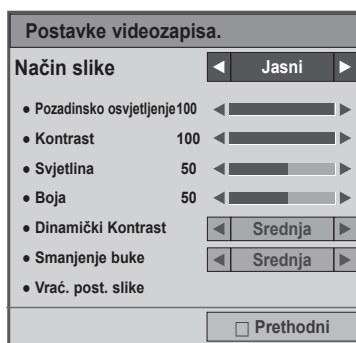 Postavke videozapisa.
Način slike ◄ Jasni ►
● Pozadinsko osvjetljenje100
● Kontrast 100
● Svjetlina 50
● Boja 50
● Dinamički Kontrast ◄ Srednja ►
● Smanjenje buke ◄ Srednja ►
● Vrać. post. slike
□ Prethodni